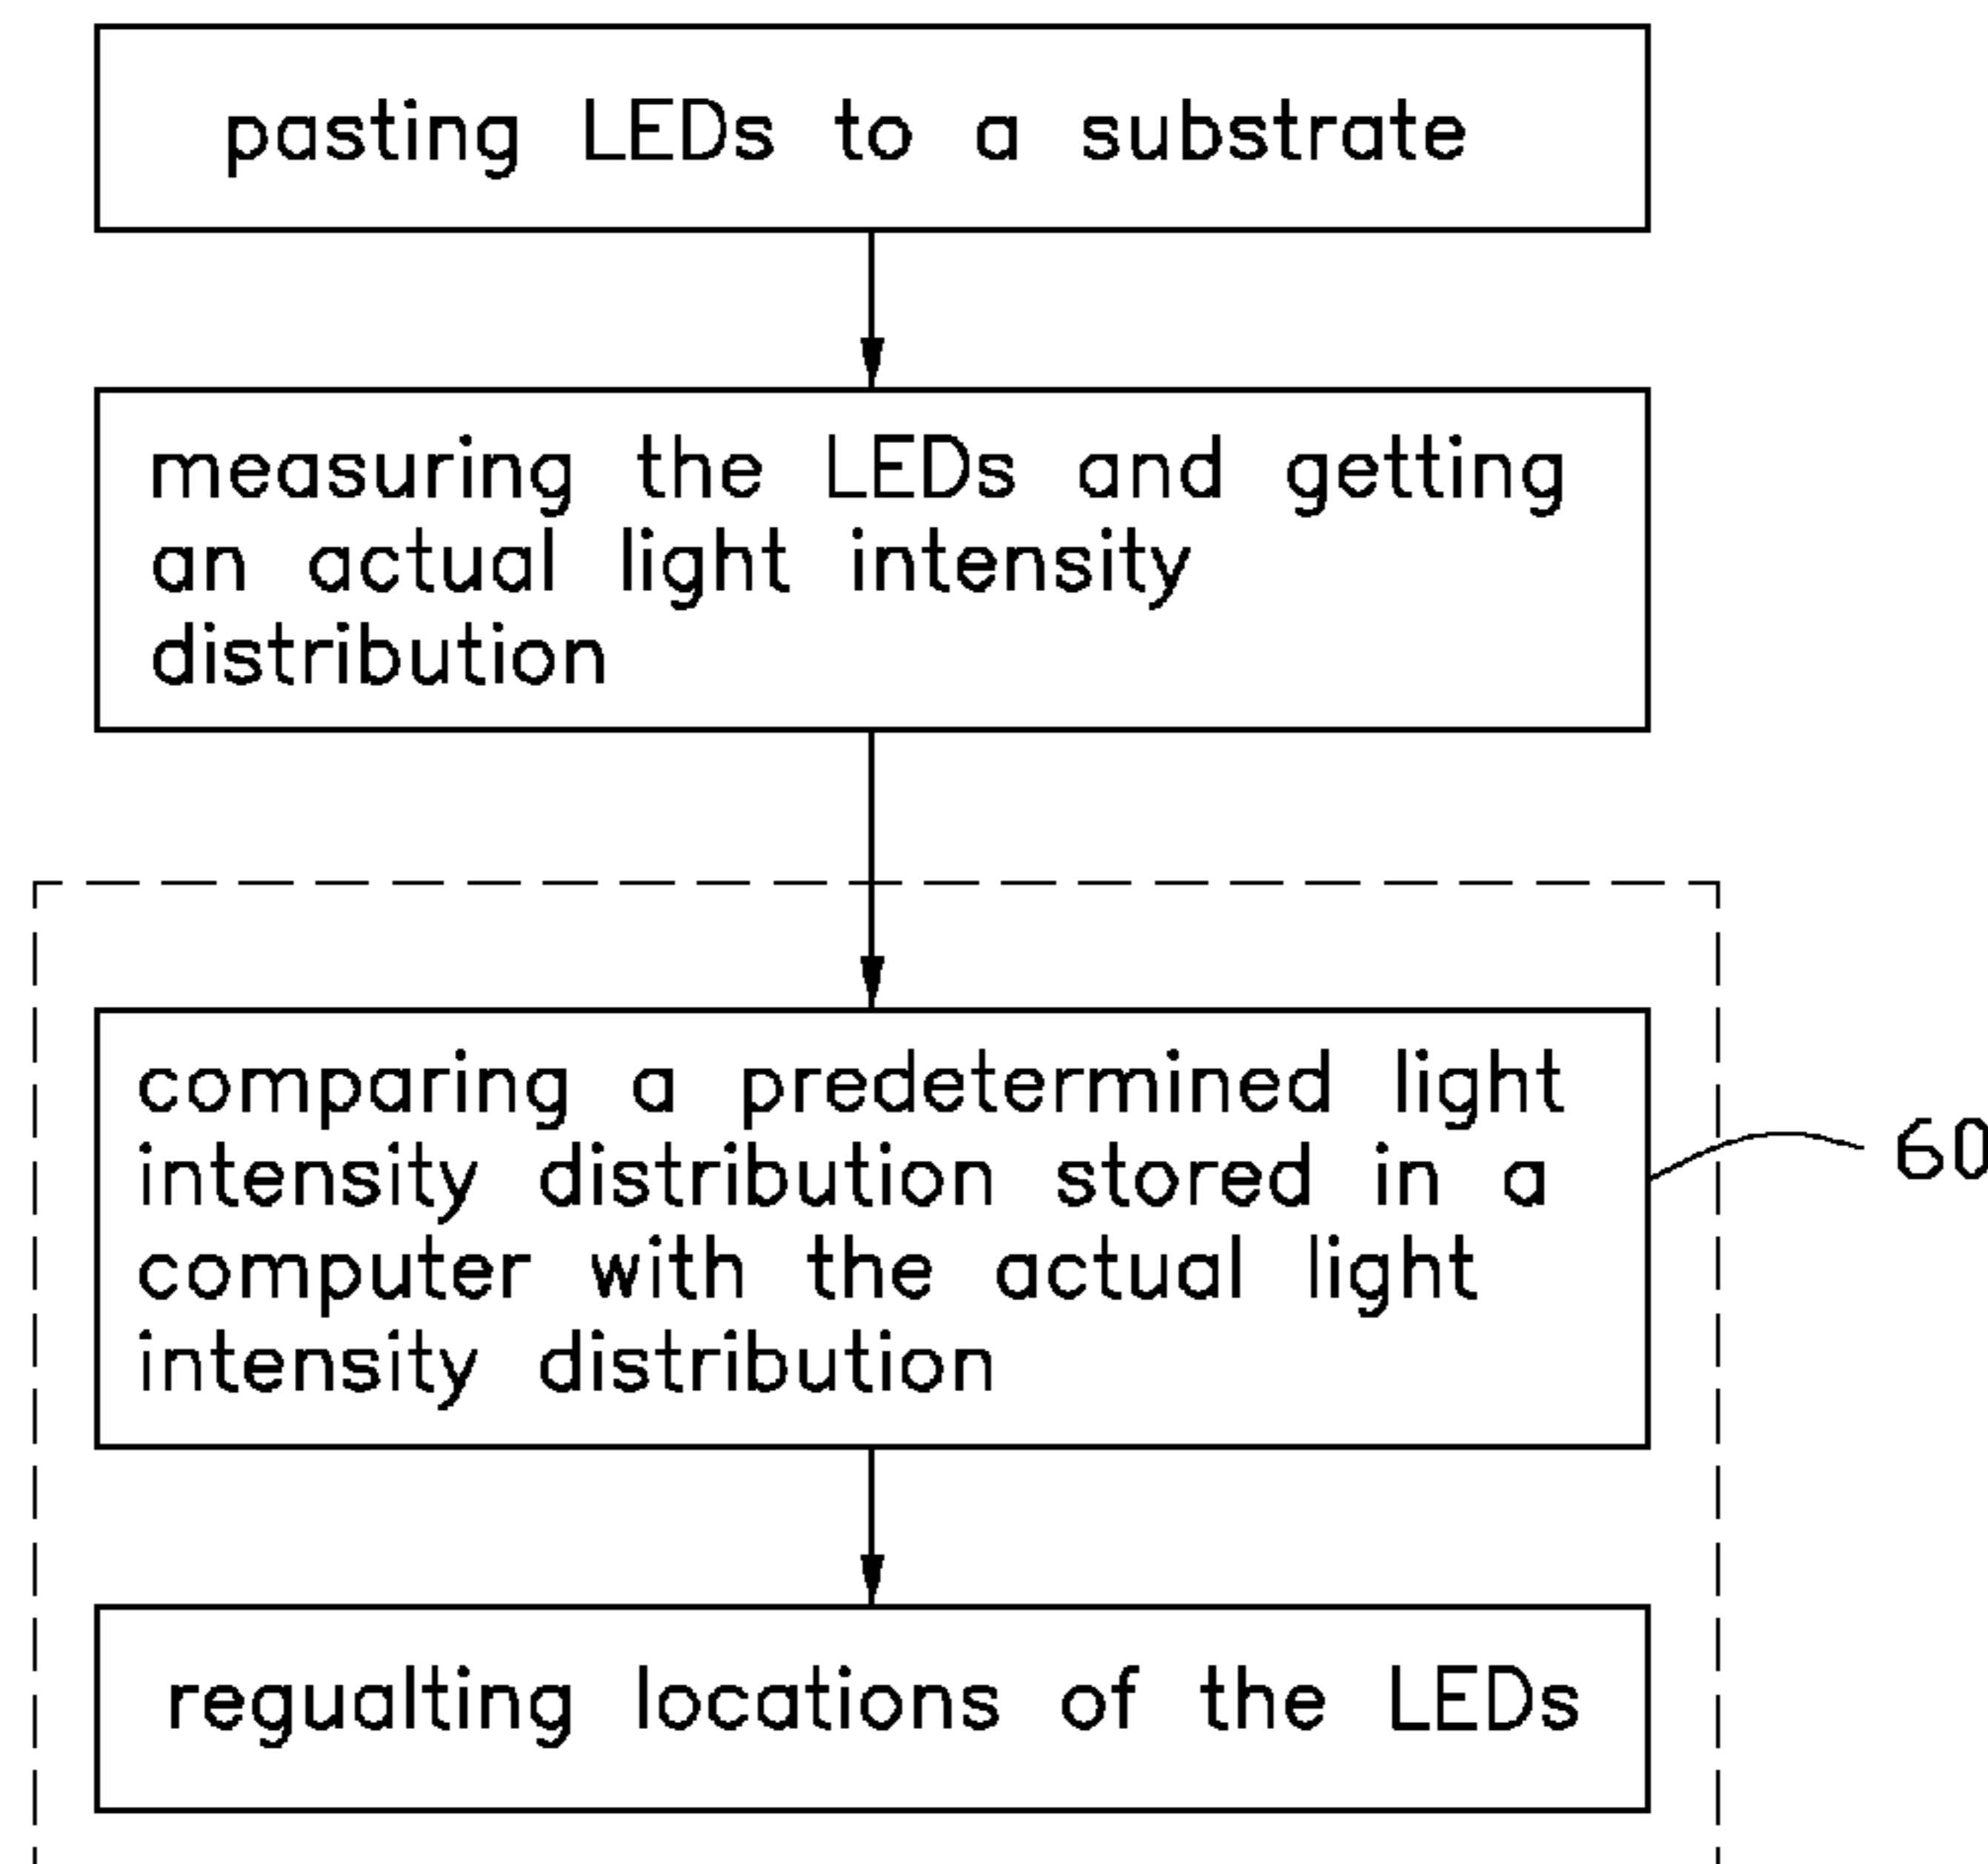 pasting LEDs to a substrate
measuring the LEDs and getting
an actual light intensity
distribution
comparing a predetermined light
intensity distribution stored in a
computer with the actual light
intensity distribution
60
regualting locations of the LEDs